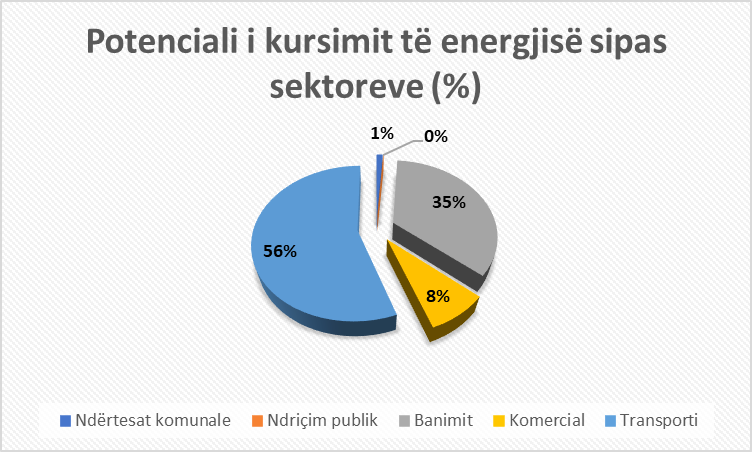 Potenciali i kursimit të energjisë sipas
sektoreve (%)
1%
0%
35%
56%
8%
Ndërtesat komunale
Ndriçim publik
Banimit
Komercial
Transporti